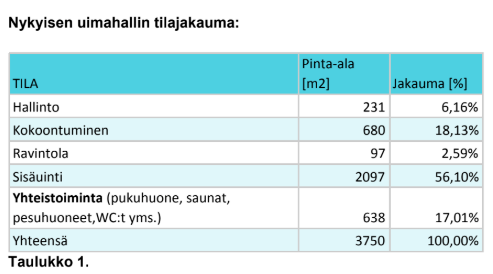 Nykyisen uimahallin tilajakauma:
TILA Pinta-ala [m2] Jakauma [%]
Hallinto 231 6,16%
Kokoontuminen 680 18,13%
Ravintola 97 2,59%
Sisäuinti 2097 56,10%
Yhteistoiminta (pukuhuone, saunat,
pesuhuoneet,WC:t yms.) 638 17,01%
Yhteensä 3750 100,00%
Taulukko 1.